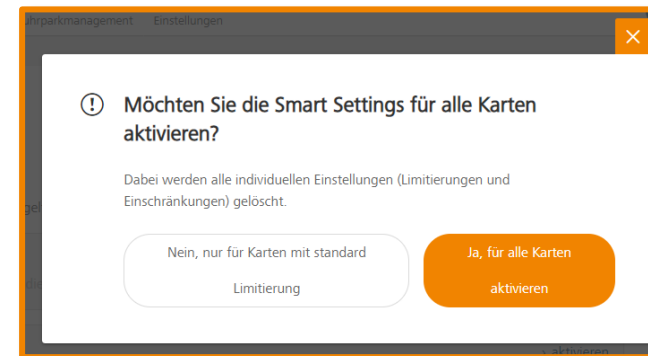 uhrparkmanagement Einstellungen
Möchten Sie die Smart Settings für alle Karten
aktivieren?
Dabei werden alle individuellen Einstellungen (Limitierungen und
Einschränkungen) gelöscht.
Nein, nur für Karten mit standard
Limitierung
Ja, für alle Karten
aktivieren
> aktivieren